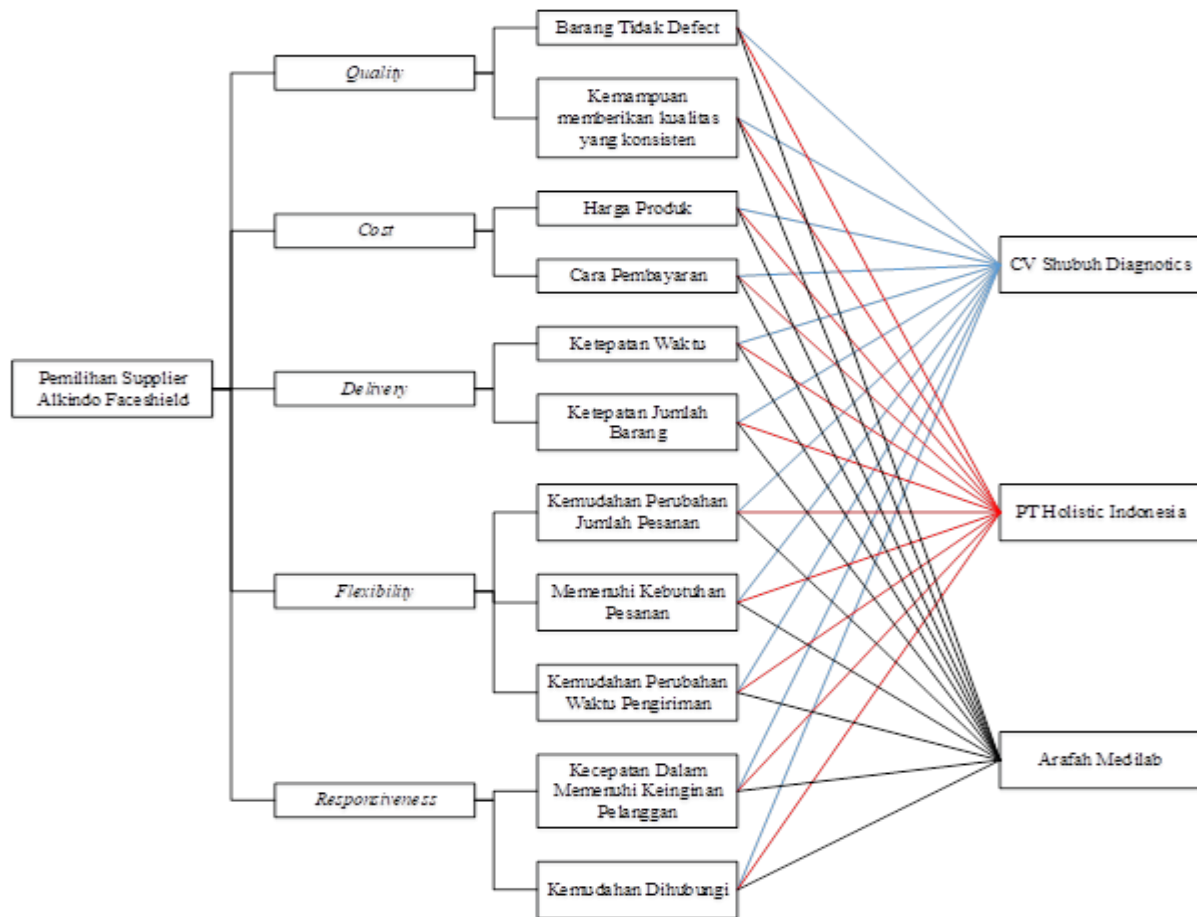 Barang Tidak Defect
Quality
Kemampuan
memberikan kualitas
yang konsisten
Harga Produk
Cost
Cara Pembayaran
CV Shubuh Diagnotics
Ketepatan Waktu
Pemilihan Supplier
Alkindo Faceshield
Delivery
Ketepatan Jumlah
Barang
Kemudahan Perubahan
Jumlah Pesanan
PT Holistic Indonesia
Flexibility
Memenuhi Kebutuhan
Pesanan
Kemudahan Perubahan
Waktu Pengiriman
Arafah Medilab
Kecepatan Dalam
Memenuhi Keinginan
Pelanggan
Responsiveness
Kemudahan Dihubungi